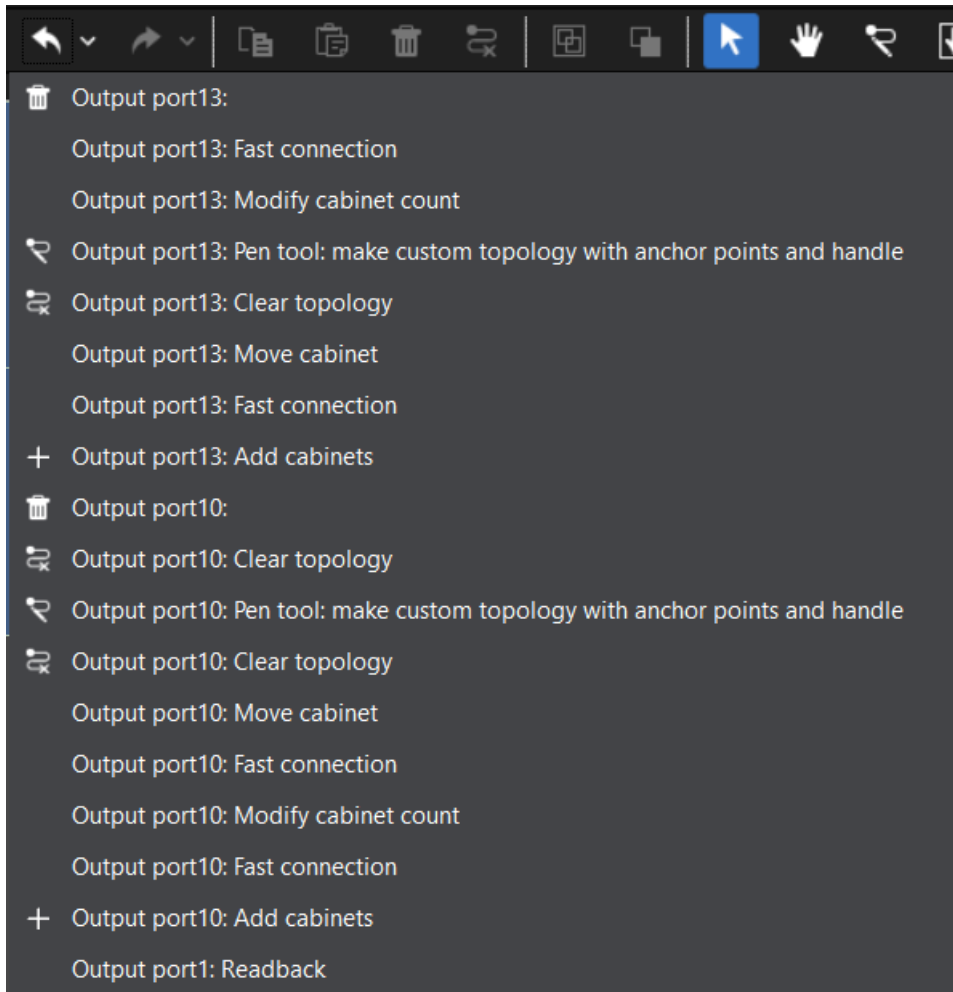 Output port13:
Output port13: Fast connection
Output port13: Modify cabinet count
Output port13: Pen tool: make custom topology with anchor points and handle
Output port13: Clear topology
Output port13: Move cabinet
Output port13: Fast connection
Output port13: Add cabinets
Output port10:
Output port10: Clear topology
Output port10: Pen tool: make custom topology with anchor points and handle
Output port10: Clear topology
Output port10: Move cabinet
Output port10: Fast connection
Output port10: Modify cabinet count
Output port10: Fast connection
Output port10: Add cabinets
Output port1: Readback